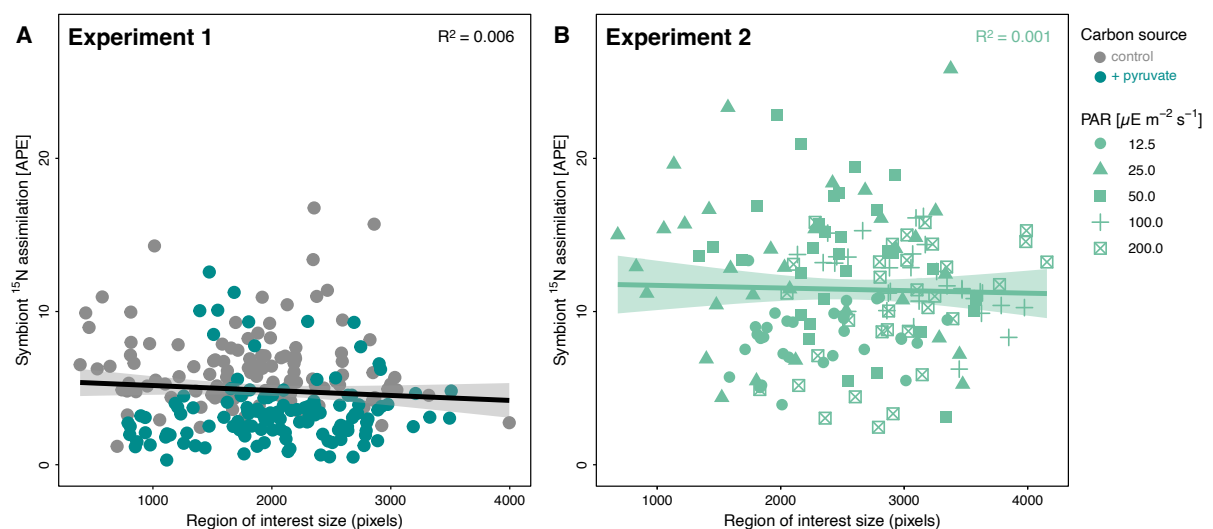 A
Experiment 1
R² = 0.006
Symbiont ¹⁵N assimilation [APE]
20
10
0
1000 2000 3000 4000
Region of interest size (pixels)
B
Experiment 2
R² = 0.001
Symbiont ¹⁵N assimilation [APE]
20
10
0
1000 2000 3000 4000
Region of interest size (pixels)
Carbon source
control
+ pyruvate
PAR [µE m⁻² s⁻¹]
12.5
25.0
50.0
100.0
200.0